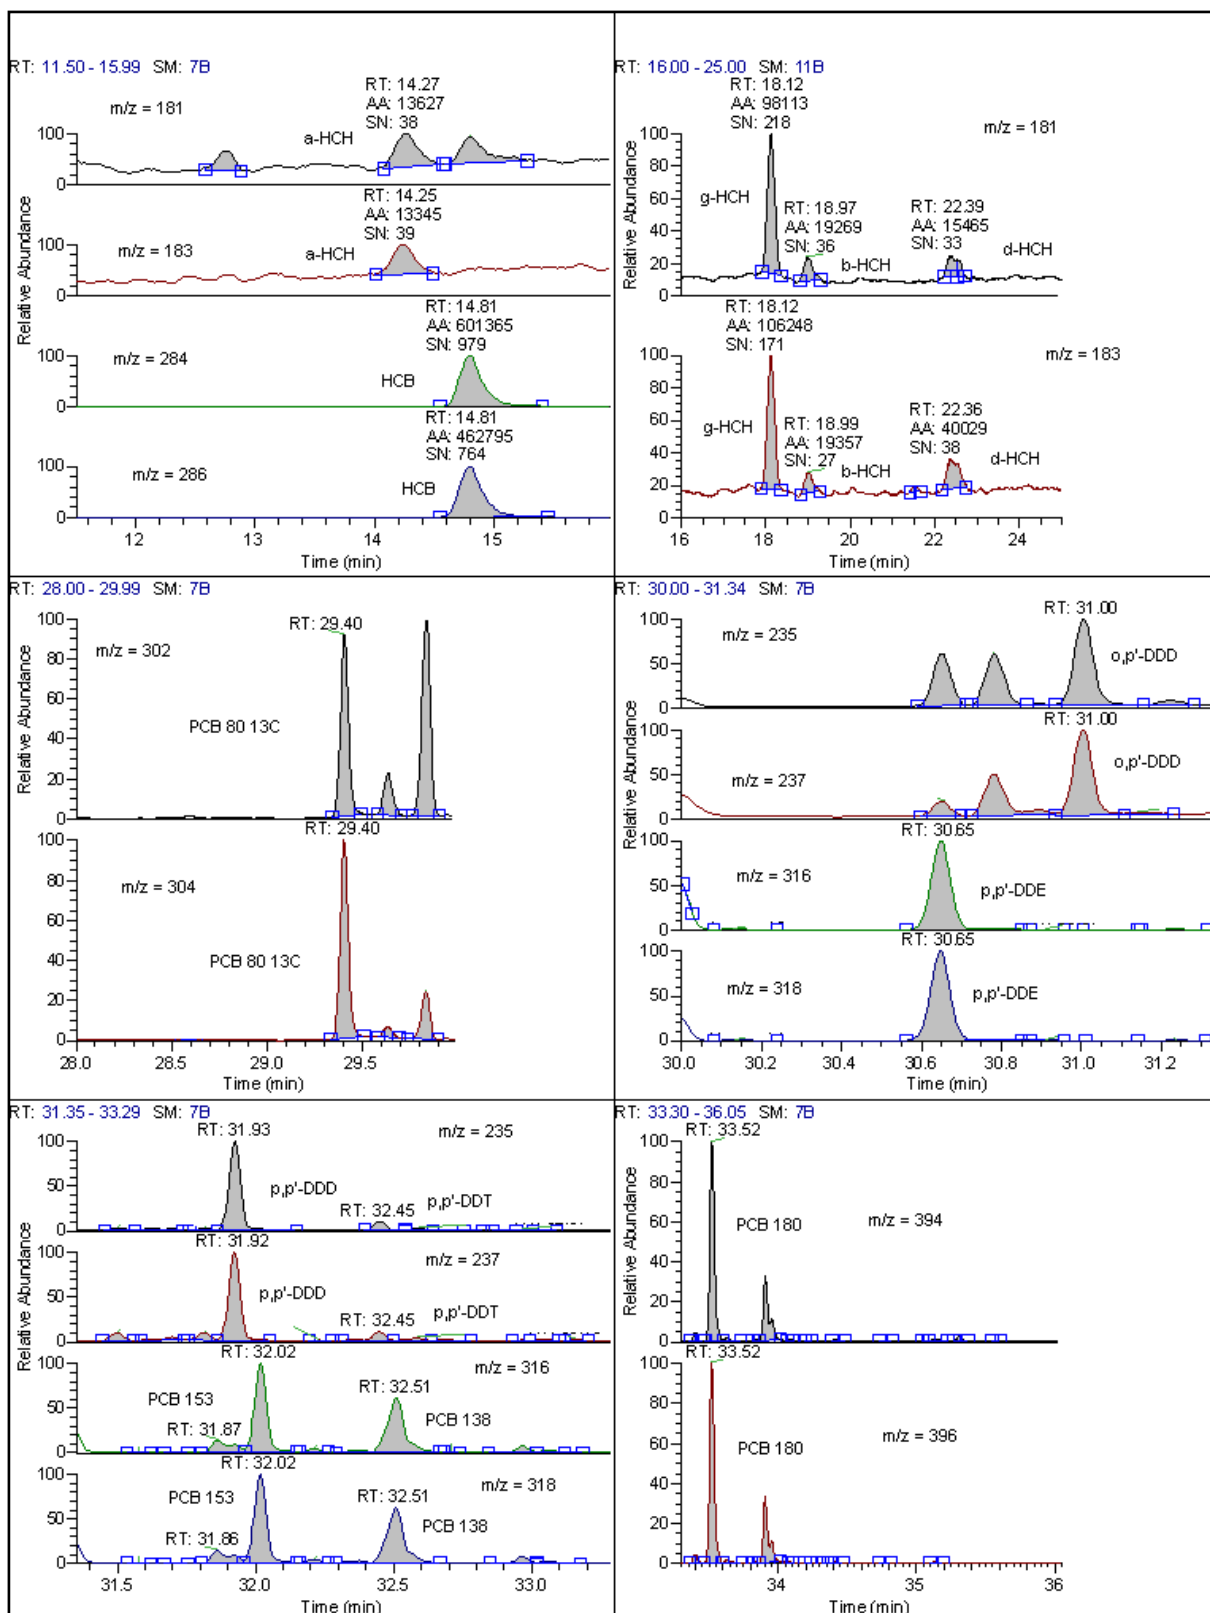 RT: 11.50 - 15.99 SM: 7B
RT: 14.27
AA: 13627
SN: 38
m/z = 181
a-HCH
100
50
0
RT: 14.25
AA: 13345
SN: 39
m/z = 183
a-HCH
100
50
0
RT: 14.81
AA: 601365
SN: 979
m/z = 284
HCB
100
50
0
RT: 14.81
AA: 462795
SN: 764
m/z = 286
HCB
100
50
0
Relative Abundance
12 13 14 15
Time (min)
RT: 16.00 - 25.00 SM: 11B
RT: 18.12
AA: 98113
SN: 218
m/z = 181
g-HCH
RT: 18.97
AA: 19269
SN: 36
b-HCH
RT: 22.39
AA: 15465
SN: 33
d-HCH
100
80
60
40
20
0
RT: 18.12
AA: 106248
SN: 171
m/z = 183
g-HCH
RT: 18.99
AA: 19357
SN: 27
b-HCH
RT: 22.36
AA: 40029
SN: 38
d-HCH
100
80
60
40
20
0
Relative Abundance
16 18 20 22 24
Time (min)
RT: 28.00 - 29.99 SM: 7B
RT: 29.40
m/z = 302
PCB 80 13C
100
80
60
40
20
0
RT: 29.40
m/z = 304
PCB 80 13C
100
80
60
40
20
0
Relative Abundance
28.0 28.5 29.0 29.5
Time (min)
RT: 30.00 - 31.34 SM: 7B
RT: 31.00
m/z = 235
o,p'-DDD
100
50
0
RT: 31.00
m/z = 237
o,p'-DDD
100
50
0
RT: 30.65
m/z = 316
p,p'-DDE
100
50
0
RT: 30.65
m/z = 318
p,p'-DDE
100
50
0
Relative Abundance
30.0 30.2 30.4 30.6 30.8 31.0 31.2
Time (min)
RT: 31.35 - 33.29 SM: 7B
RT: 31.93
m/z = 235
p,p'-DDD
RT: 32.45
p,p'-DDT
100
50
0
RT: 31.92
m/z = 237
p,p'-DDD
RT: 32.45
p,p'-DDT
100
50
0
RT: 32.02
m/z = 316
PCB 153
RT: 31.87
RT: 32.51
PCB 138
100
50
0
RT: 32.02
m/z = 318
PCB 153
RT: 31.86
RT: 32.51
PCB 138
100
50
0
Relative Abundance
31.5 32.0 32.5 33.0
Time (min)
RT: 33.30 - 36.05 SM: 7B
RT: 33.52
PCB 180
m/z = 394
100
80
60
40
20
0
RT: 33.52
PCB 180
m/z = 396
100
80
60
40
20
0
Relative Abundance
34 35 36
Time (min)